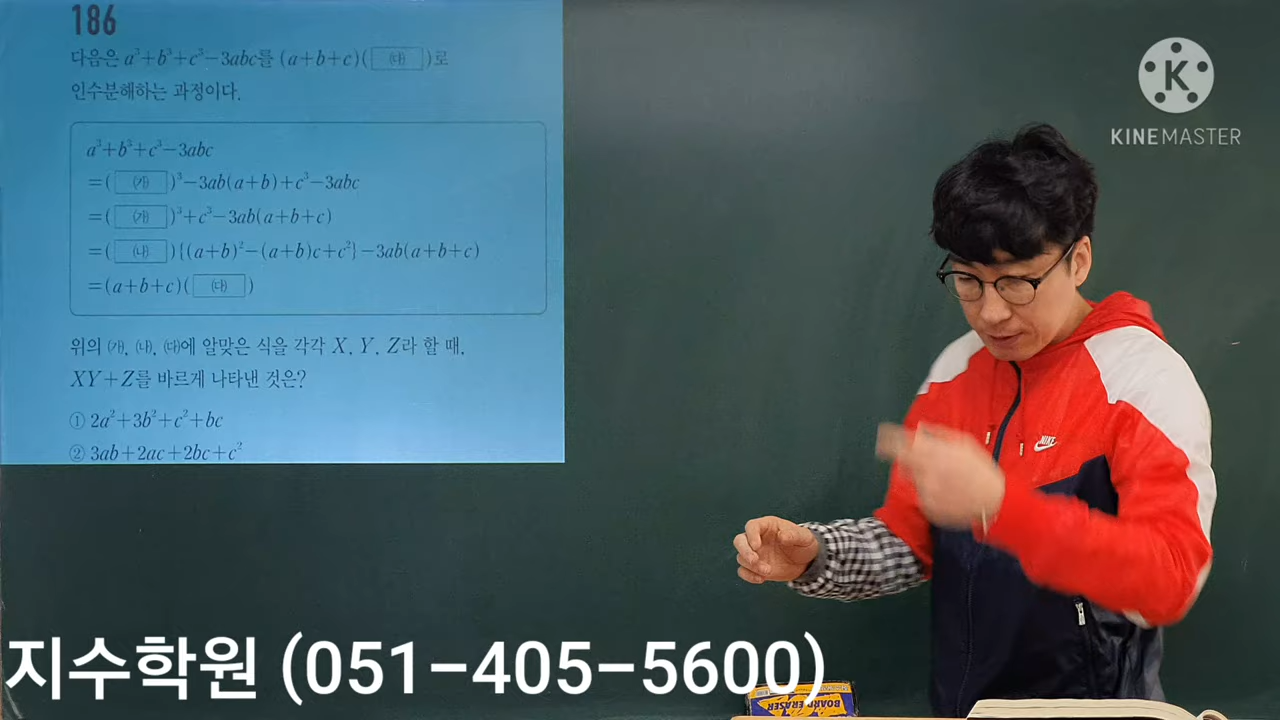 186
다음은 a³+b³+c³-3abc를 (a+b+c)( (다) )로
인수분해하는 과정이다.
a³+b³+c³-3abc
=( (가) )³-3ab(a+b)+c³-3abc
=( (가) )³+c³-3ab(a+b+c)
=( (나) ){(a+b)²-(a+b)c+c²}-3ab(a+b+c)
=(a+b+c)( (다) )
위의 (가), (나), (다)에 알맞은 식을 각각 X, Y, Z라 할 때,
XY+Z를 바르게 나타낸 것은?
① 2a²+3b²+c²+bc
② 3ab+2ac+2bc+c²
K
KINEMASTER
NIKE
지수학원 (051-405-5600)
BOARD ERASER